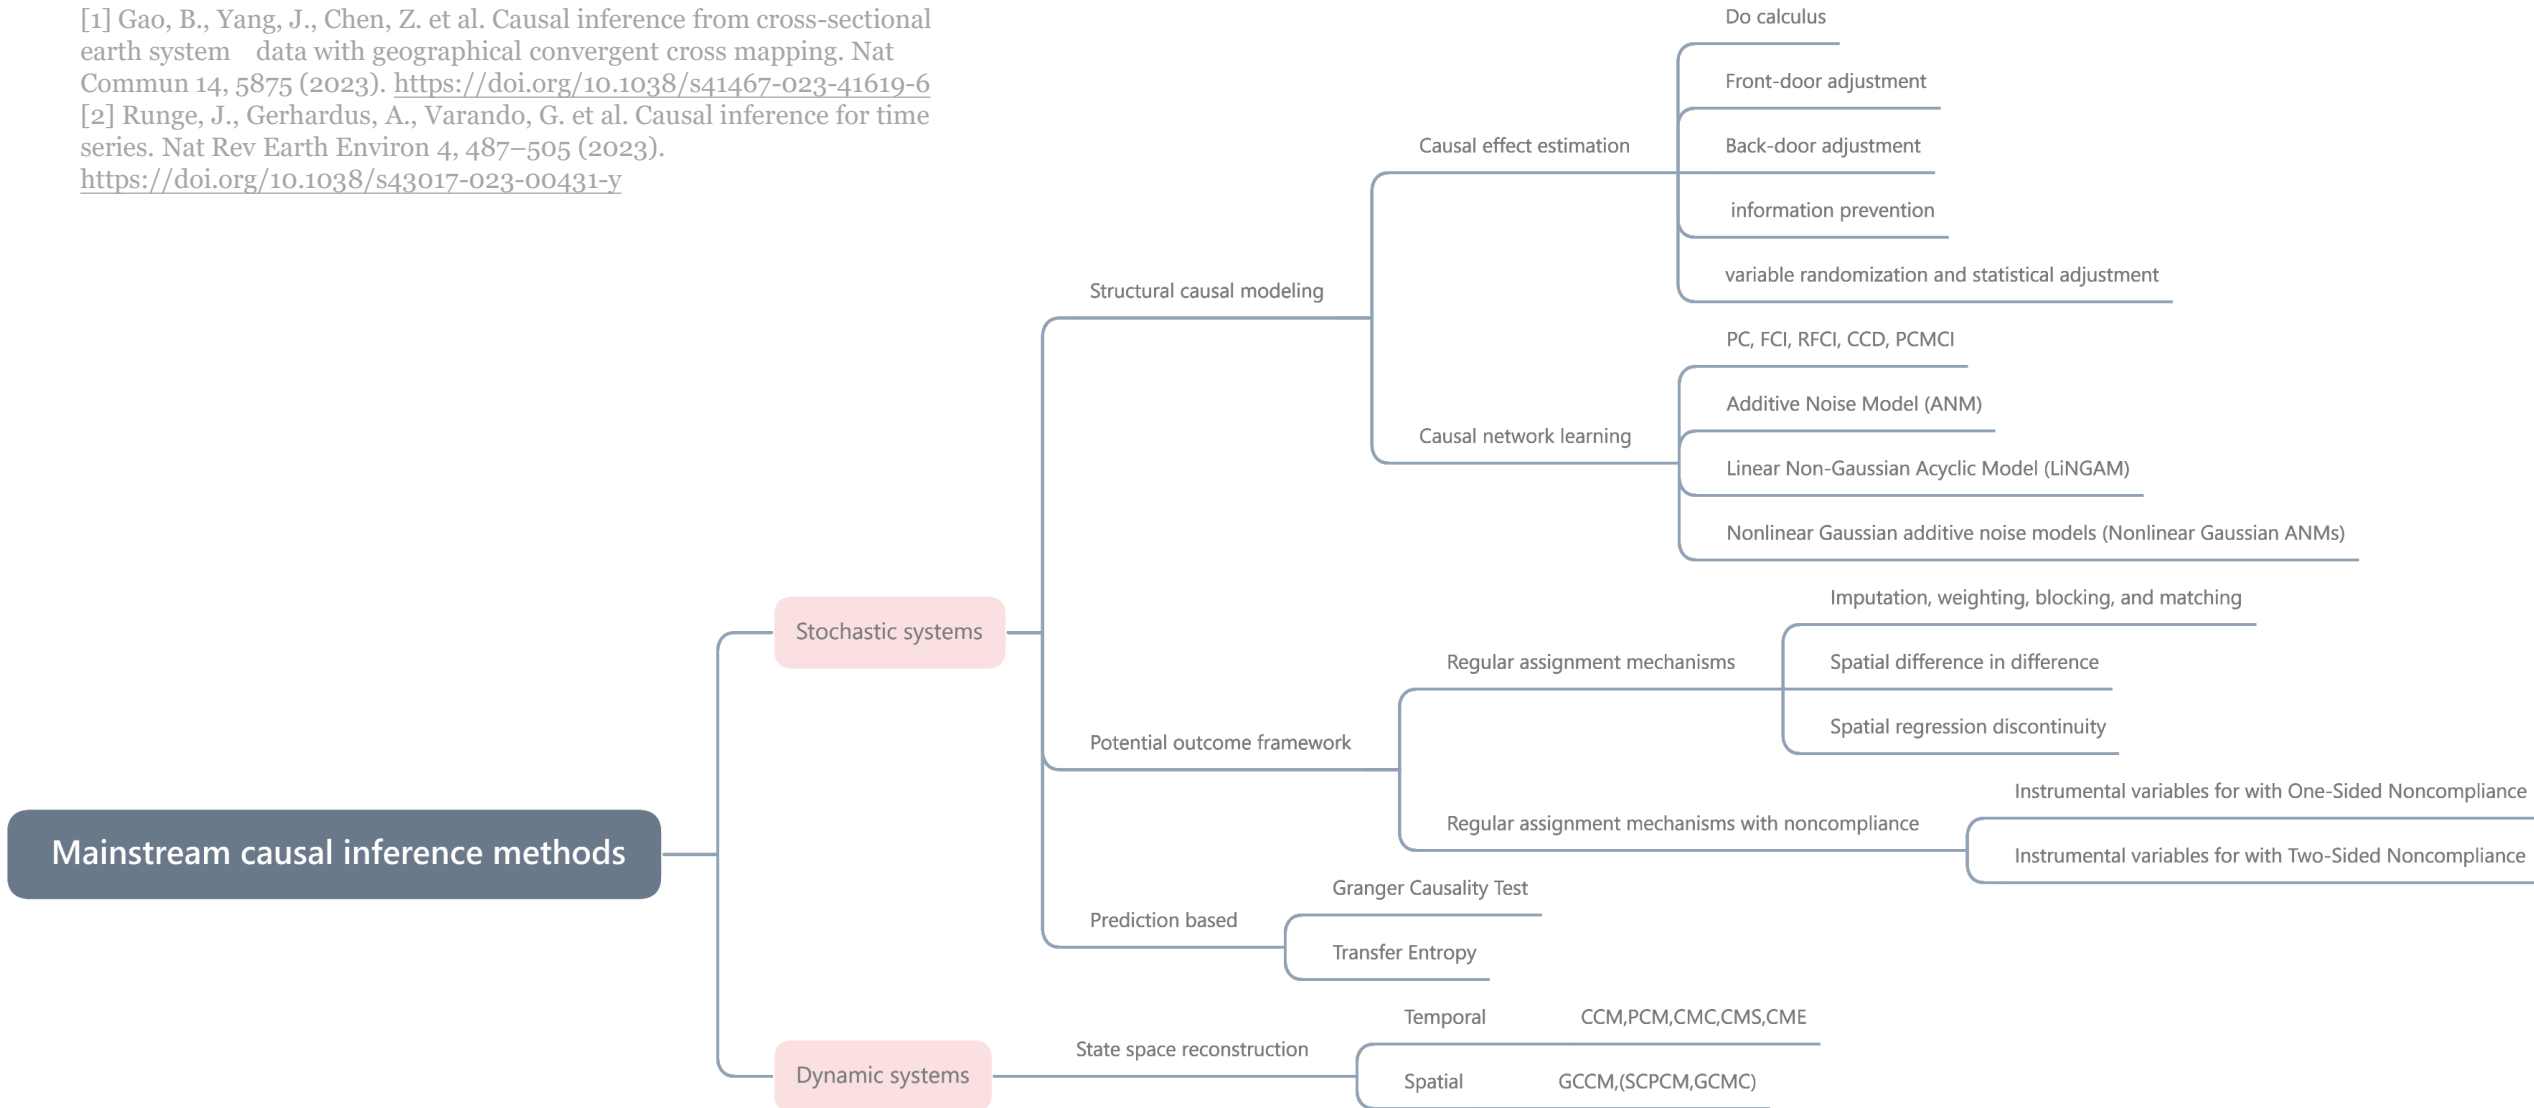 [1] Gao, B., Yang, J., Chen, Z. et al. Causal inference from cross-sectional
earth system data with geographical convergent cross mapping. Nat
Commun 14, 5875 (2023). https://doi.org/10.1038/s41467-023-41619-6
[2] Runge, J., Gerhardus, A., Varando, G. et al. Causal inference for time
series. Nat Rev Earth Environ 4, 487–505 (2023).
https://doi.org/10.1038/s43017-023-00431-y
Mainstream causal inference methods
Stochastic systems
Structural causal modeling
Causal effect estimation
Do calculus
Front-door adjustment
Back-door adjustment
information prevention
variable randomization and statistical adjustment
Causal network learning
PC, FCI, RFCI, CCD, PCMCI
Additive Noise Model (ANM)
Linear Non-Gaussian Acyclic Model (LiNGAM)
Nonlinear Gaussian additive noise models (Nonlinear Gaussian ANMs)
Potential outcome framework
Regular assignment mechanisms
Imputation, weighting, blocking, and matching
Spatial difference in difference
Spatial regression discontinuity
Regular assignment mechanisms with noncompliance
Instrumental variables for with One-Sided Noncompliance
Instrumental variables for with Two-Sided Noncompliance
Prediction based
Granger Causality Test
Transfer Entropy
Dynamic systems
State space reconstruction
Temporal CCM,PCM,CMC,CMS,CME
Spatial GCCM,(SCPCM,GCMC)